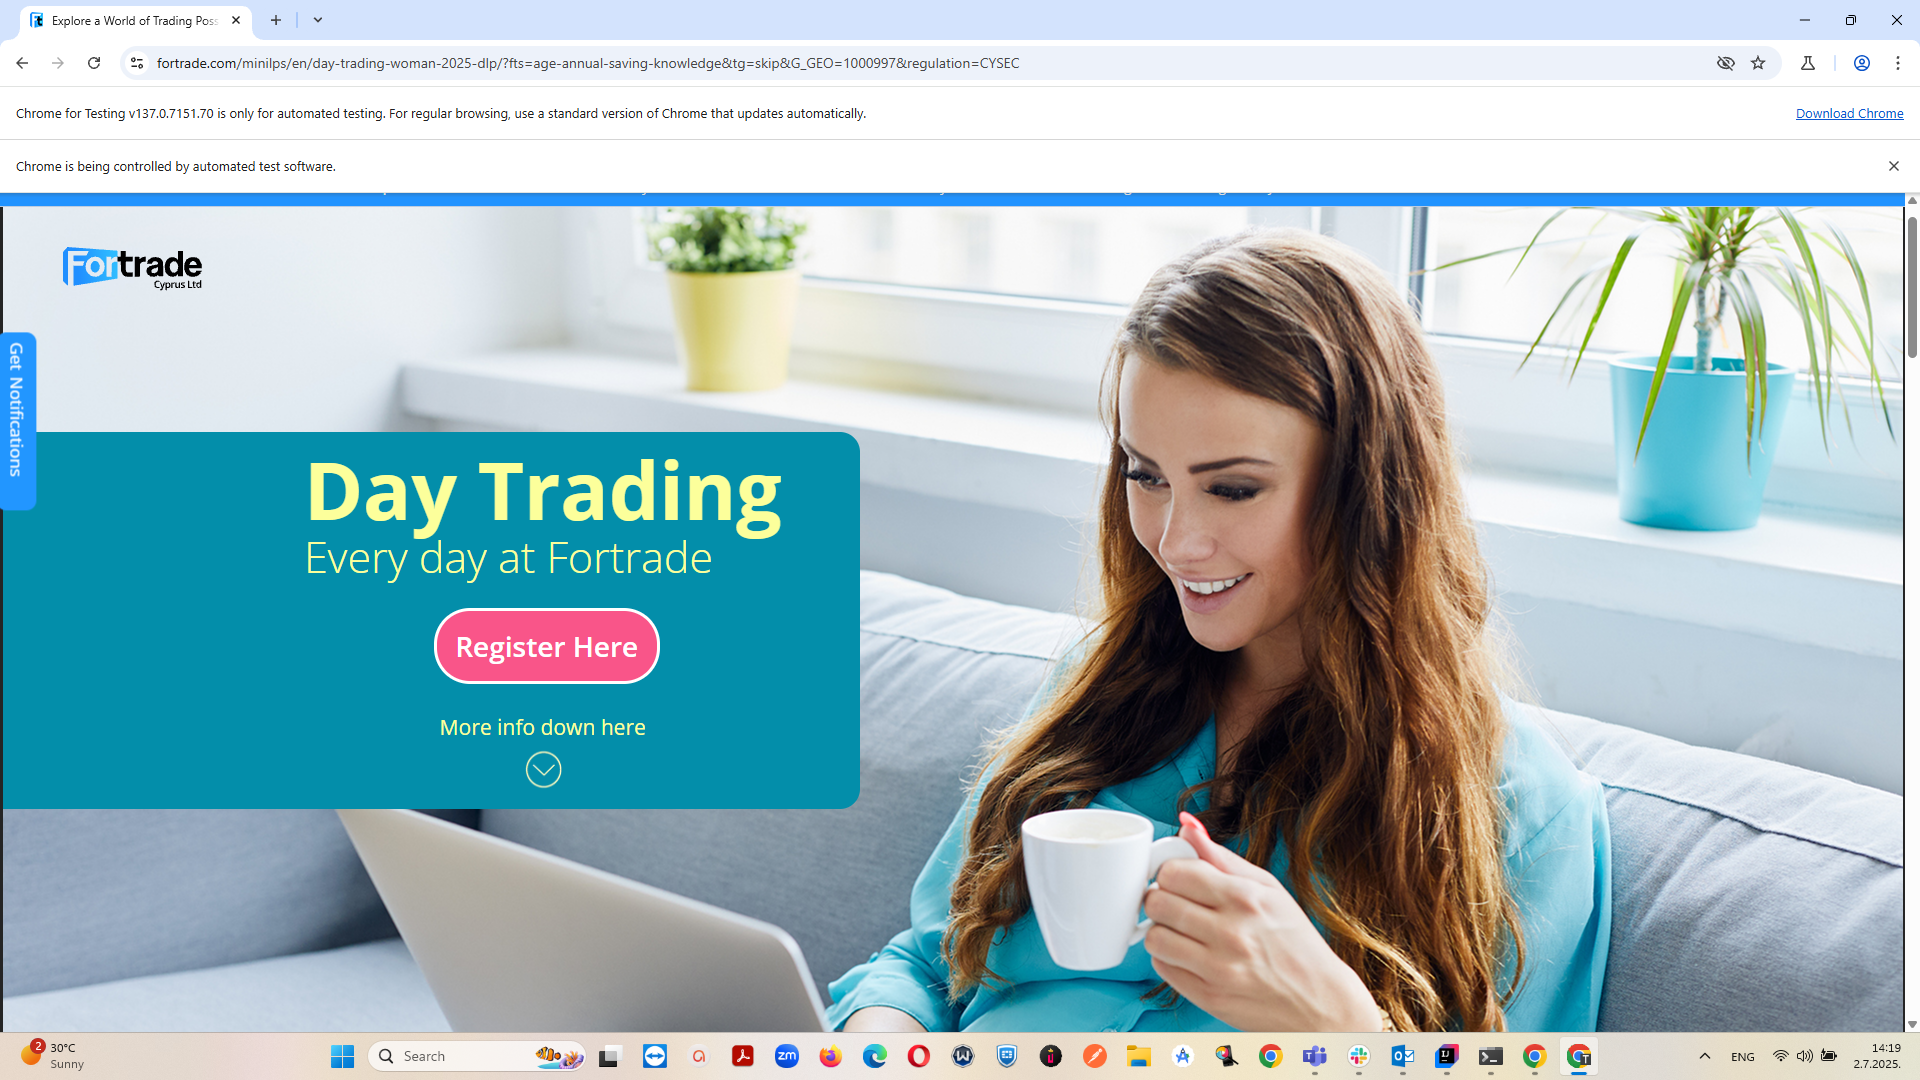 Explore a World of Trading Poss
fortrade.com/minilps/en/day-trading-woman-2025-dlp/?fts=age-annual-saving-knowledge&tg=skip&G_GEO=1000997&regulation=CYSEC
Chrome for Testing v137.0.7151.70 is only for automated testing. For regular browsing, use a standard version of Chrome that updates automatically.
Download Chrome
Chrome is being controlled by automated test software.
Fortrade
Cyprus Ltd
Get Notifications
Day Trading
Every day at Fortrade
Register Here
More info down here
2
30°C
Sunny
Search
zm
ENG
14:19
2.7.2025.